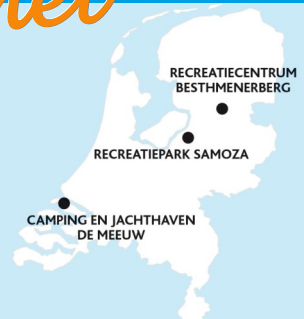 RECREATIECENTRUM
BESTHMENERBERG
RECREATIEPARK SAMOZA
CAMPING EN JACHTHAVEN
DE MEEUW